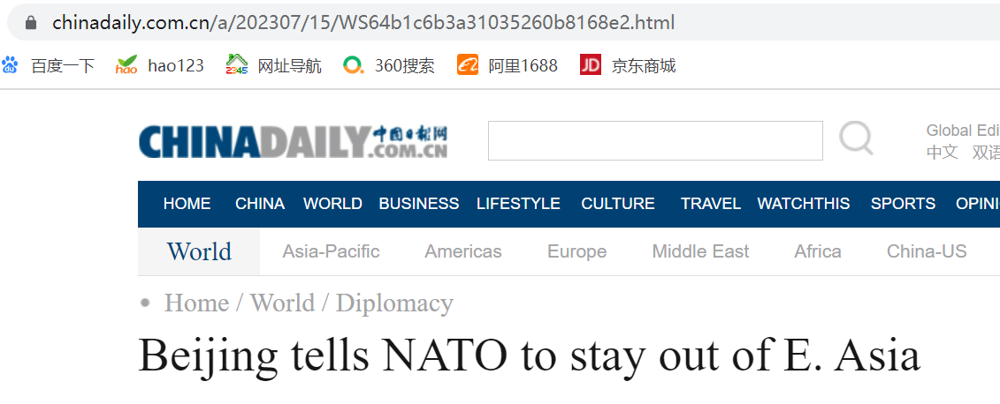 chinadaily.com.cn/a/202307/15/WS64b1c6b3a31035260b8168e2.html
du 百度一下 hao hao123 2345 网址导航 360搜索 阿里1688 JD 京东商城
CHINADAILY.COM.CN 中国日报网
Global Edi
中文 双语
HOME CHINA WORLD BUSINESS LIFESTYLE CULTURE TRAVEL WATCHTHIS SPORTS OPINI
World Asia-Pacific Americas Europe Middle East Africa China-US
Home / World / Diplomacy
Beijing tells NATO to stay out of E. Asia